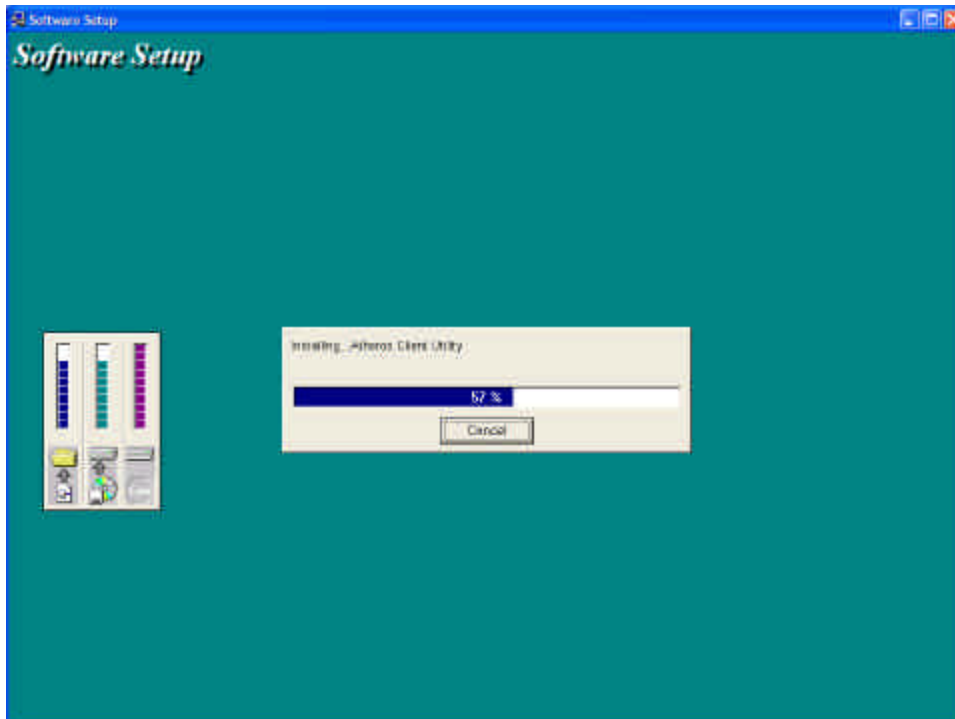 Software Setup
Software Setup
Installing...Atheros Client Utility
57 %
Cancel